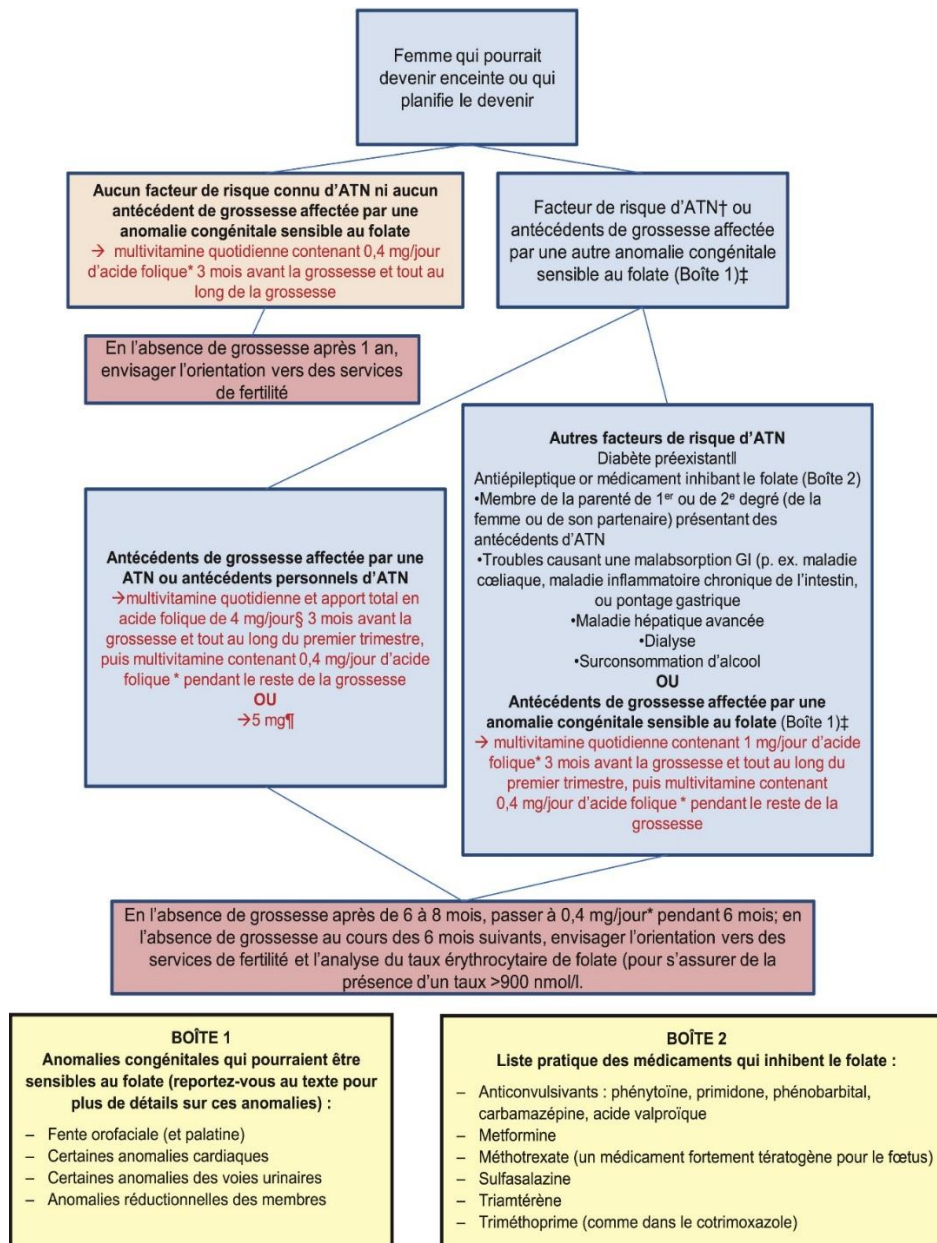 Femme qui pourrait
devenir enceinte ou qui
planifie le devenir
Aucun facteur de risque connu d’ATN ni aucun
antécédent de grossesse affectée par une
anomalie congénitale sensible au folate
→ multivitamine quotidienne contenant 0,4 mg/jour
d’acide folique* 3 mois avant la grossesse et tout au
long de la grossesse
Facteur de risque d’ATN† ou
antécédents de grossesse affectée
par une autre anomalie congénitale
sensible au folate (Boîte 1)‡
En l’absence de grossesse après 1 an,
envisager l’orientation vers des services
de fertilité
Antécédents de grossesse affectée par une
ATN ou antécédents personnels d’ATN
→multivitamine quotidienne et apport total en
acide folique de 4 mg/jour§ 3 mois avant la
grossesse et tout au long du premier trimestre,
puis multivitamine contenant 0,4 mg/jour d’acide
folique * pendant le reste de la grossesse
OU
→5 mg¶
Autres facteurs de risque d’ATN
Diabète préexistant‖
Antiépileptique or médicament inhibant le folate (Boîte 2)
•Membre de la parenté de 1er ou de 2e degré (de la
femme ou de son partenaire) présentant des
antécédents d’ATN
•Troubles causant une malabsorption GI (p. ex. maladie
cœliaque, maladie inflammatoire chronique de l’intestin,
ou pontage gastrique
•Maladie hépatique avancée
•Dialyse
•Surconsommation d’alcool
OU
Antécédents de grossesse affectée par une
anomalie congénitale sensible au folate (Boîte 1)‡
→ multivitamine quotidienne contenant 1 mg/jour d’acide
folique* 3 mois avant la grossesse et tout au long du
premier trimestre, puis multivitamine contenant
0,4 mg/jour d’acide folique * pendant le reste de la
grossesse
En l’absence de grossesse après de 6 à 8 mois, passer à 0,4 mg/jour* pendant 6 mois; en
l’absence de grossesse au cours des 6 mois suivants, envisager l’orientation vers des
services de fertilité et l’analyse du taux érythrocytaire de folate (pour s’assurer de la
présence d’un taux >900 nmol/l.
BOÎTE 1
Anomalies congénitales qui pourraient être
sensibles au folate (reportez-vous au texte pour
plus de détails sur ces anomalies) :
– Fente orofaciale (et palatine)
– Certaines anomalies cardiaques
– Certaines anomalies des voies urinaires
– Anomalies réductionnelles des membres
BOÎTE 2
Liste pratique des médicaments qui inhibent le folate :
– Anticonvulsivants : phénytoïne, primidone, phénobarbital,
carbamazépine, acide valproïque
– Metformine
– Méthotrexate (un médicament fortement tératogène pour le fœtus)
– Sulfasalazine
– Triamtérène
– Triméthoprime (comme dans le cotrimoxazole)